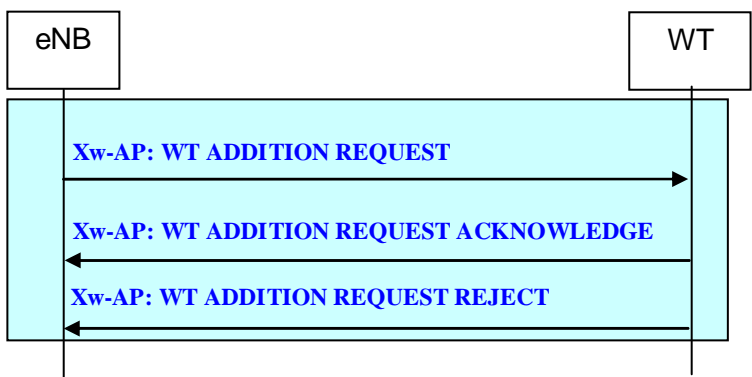 eNB
WT
Xw-AP: WT ADDITION REQUEST
Xw-AP: WT ADDITION REQUEST ACKNOWLEDGE
Xw-AP: WT ADDITION REQUEST REJECT